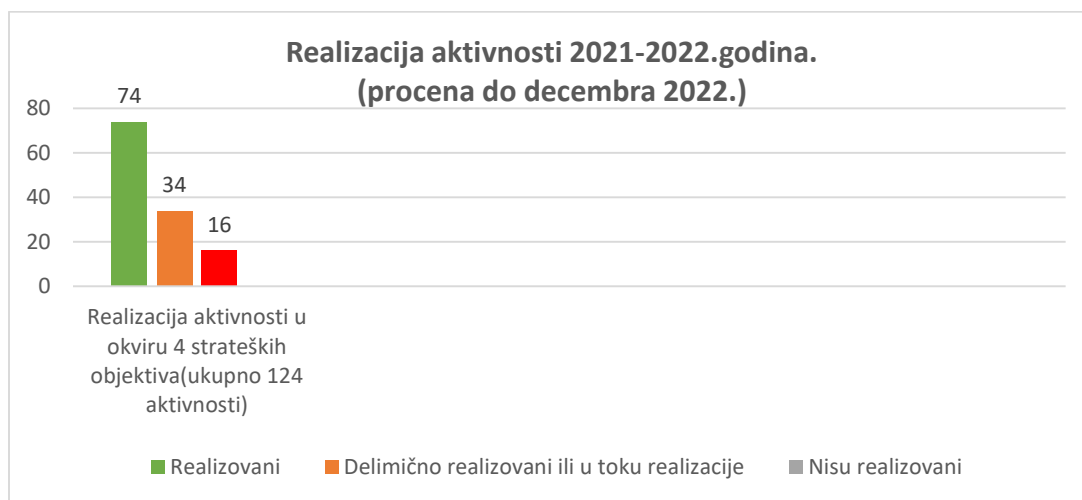 Realizacija aktivnosti 2021-2022.godina.
(procena do decembra 2022.)
74
80
60
34
40
16
20
0
Realizacija aktivnosti u
okviru 4 strateških
objektiva(ukupno 124
aktivnosti)
Realizovani
Delimično realizovani ili u toku realizacije
Nisu realizovani